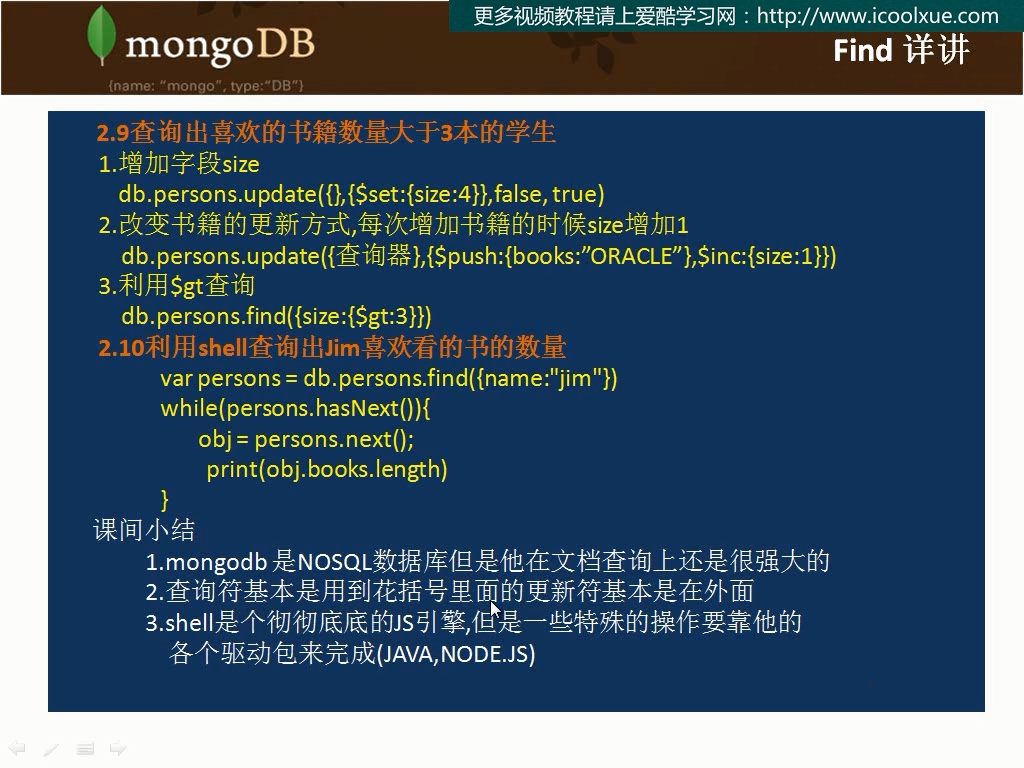 更多视频教程请上爱酷学习网：http://www.icoolxue.com
mongoDB
{name: “mongo”, type:“DB”}
Find 详讲
2.9查询出喜欢的书籍数量大于3本的学生
1.增加字段size
db.persons.update({},{$set:{size:4}},false, true)
2.改变书籍的更新方式,每次增加书籍的时候size增加1
db.persons.update({查询器},{$push:{books:”ORACLE”},$inc:{size:1}})
3.利用$gt查询
db.persons.find({size:{$gt:3}})
2.10利用shell查询出Jim喜欢看的书的数量
var persons = db.persons.find({name:"jim"})
while(persons.hasNext()){
obj = persons.next();
print(obj.books.length)
}
课间小结
1.mongodb 是NOSQL数据库但是他在文档查询上还是很强大的
2.查询符基本是用到花括号里面的更新符基本是在外面
3.shell是个彻彻底底的JS引擎,但是一些特殊的操作要靠他的
各个驱动包来完成(JAVA,NODE.JS)